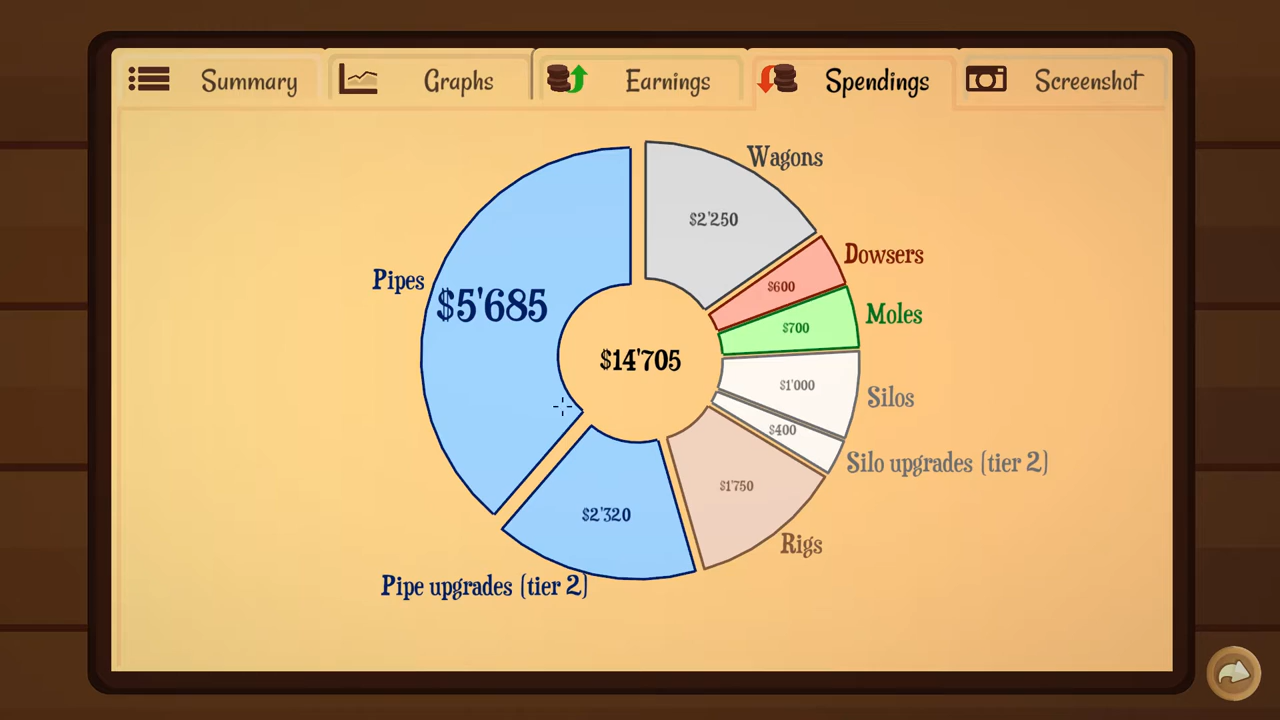 Summary
Graphs
Earnings
Spendings
Screenshot
Wagons
$2'250
Dowsers
$600
Moles
$700
Pipes
$5'685
$14'705
$1'000
Silos
$400
Silo upgrades (tier 2)
$1'750
Rigs
$2'320
Pipe upgrades (tier 2)